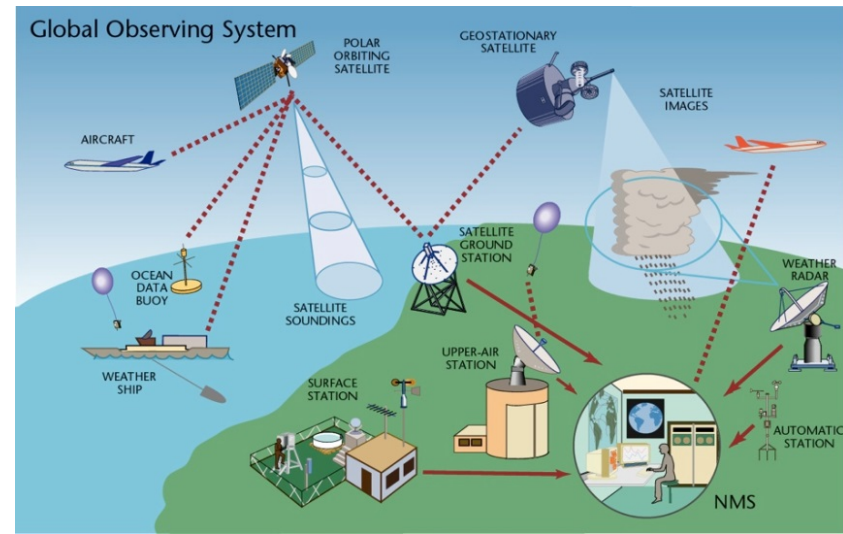 Global Observing System
POLAR
ORBITING
SATELLITE
GEOSTATIONARY
SATELLITE
SATELLITE
IMAGES
AIRCRAFT
SATELLITE
GROUND
STATION
OCEAN
DATA
BUOY
WEATHER
RADAR
SATELLITE
SOUNDINGS
UPPER-AIR
STATION
WEATHER
SHIP
SURFACE
STATION
AUTOMATIC
STATION
NMS